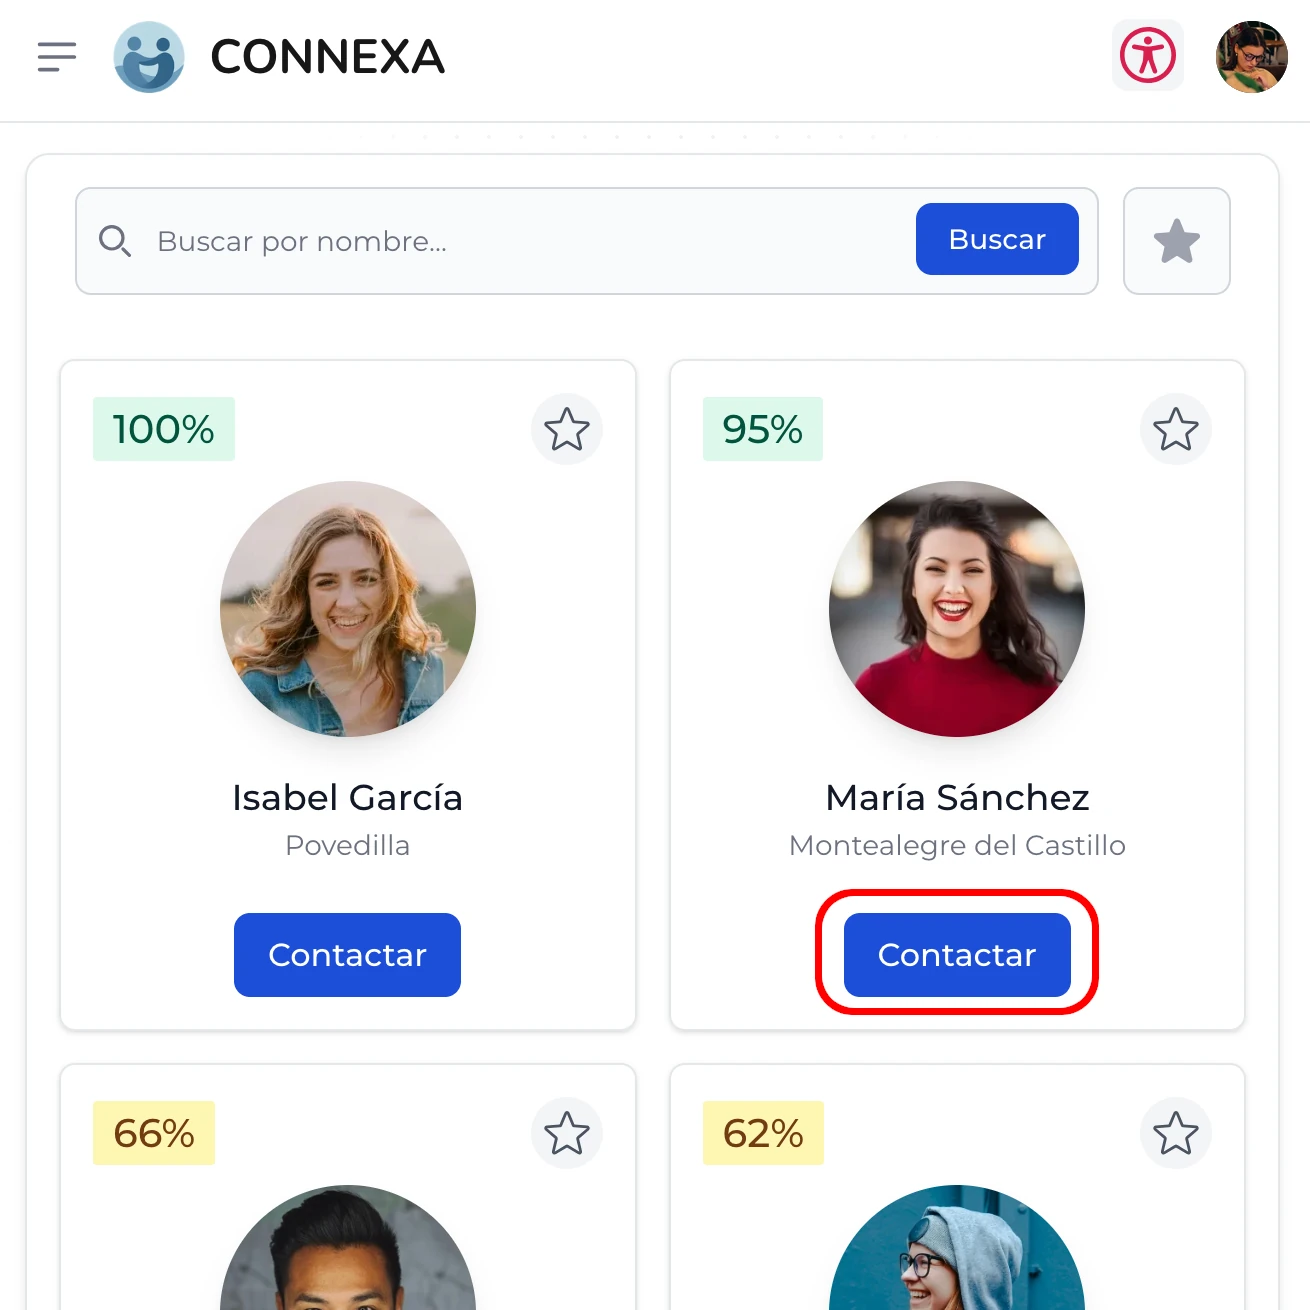 CONNEXA
Buscar por nombre...
Buscar
100%
95%
Isabel García
María Sánchez
Povedilla
Montealegre del Castillo
Contactar
Contactar
66%
62%